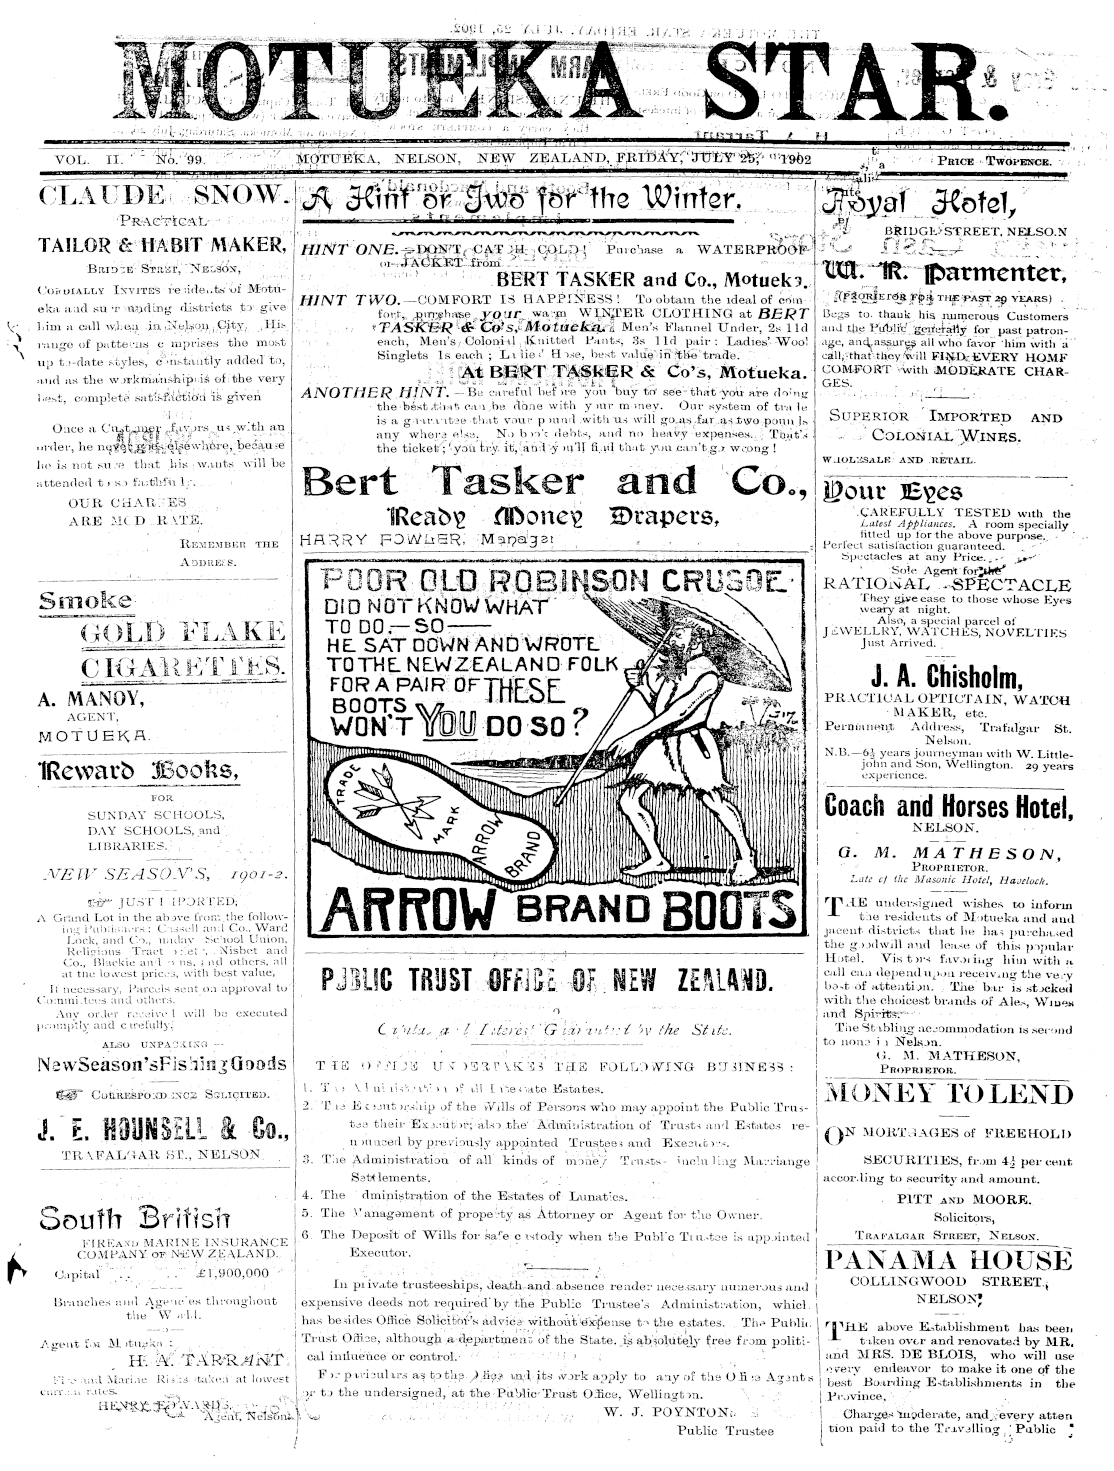 MOTUEKA STAR.
VOL. II. No. 99. MOTUEKA, NELSON, NEW ZEALAND, FRIDAY, JULY 25, 1902 PRICE TWOPENCE.
CLAUDE SNOW.
PRACTICAL
TAILOR & HABIT MAKER,
BRIDGE STREET, NELSON,
CORDIALLY INVITES residents of Motu-
eka and surrounding districts to give
him a call when in Nelson City. His
range of patterns comprises the most
up to-date styles, constantly added to,
and as the workmanship is of the very
best, complete satisfaction is given
Once a Customer favors us with an
order, he never goes elsewhere, because
he is not sure that his wants will be
attended to so faithfully.
OUR CHARGES
ARE MODERATE.
REMEMBER THE
ADDRESS.
Smoke
GOLD FLAKE
CIGARETTES.
A. MANOY,
AGENT,
MOTUEKA.
Reward Books,
FOR
SUNDAY SCHOOLS,
DAY SCHOOLS, and
LIBRARIES.
NEW SEASON'S, 1901-2.
JUST IMPORTED,
A Grand Lot in the above from the follow-
ing Publishers: Cassell and Co., Ward
Lock, and Co., Sunday School Union,
Religious Tract Society, Nisbet and
Co., Blackie and Sons, and others, all
at the lowest prices, with best value,
If necessary, Parcels sent on approval to
Committees and others.
Any order received will be executed
promptly and carefully.
ALSO UNPACKING —
New Season's Fishing Goods
☞ CORRESPONDENCE SOLICITED.
J. E. HOUNSELL & Co.,
TRAFALGAR ST., NELSON
South British
FIRE AND MARINE INSURANCE
COMPANY OF NEW ZEALAND.
Capital .. .. £1,900,000
Branches and Agencies throughout
the World.
Agent for Motueka:
H. A. TARRANT
Fire and Marine Risks taken at lowest
current rates.
HENRY EDWARDS,
Agent, Nelson.
A Hint or Two for the Winter.
HINT ONE.—DON'T CATCH COLD! Purchase a WATERPROOF
or JACKET from
BERT TASKER and Co., Motueka.
HINT TWO.—COMFORT IS HAPPINESS! To obtain the ideal of com
fort, purchase your warm WINTER CLOTHING at BERT
TASKER & Co's, Motueka. Men's Flannel Under, 2s 11d
each, Men's Colonial Knitted Pants, 3s 11d pair: Ladies' Wool
Singlets 1s each; Ladies' Hose, best value in the trade.
At BERT TASKER & Co's, Motueka.
ANOTHER HINT.—Be careful before you buy to see that you are doing
the best that can be done with your money. Our system of trade
is a guarantee that your pound with us will go as far as two pounds
any where else. No bad debts, and no heavy expenses. That's
the ticket; you try it, and you'll find that you can't go wrong!
Bert Tasker and Co.,
Ready Money Drapers,
HARRY FOWLER, Manager
POOR OLD ROBINSON CRUSOE
DID NOT KNOW WHAT
TO DO,—SO—
HE SAT DOWN AND WROTE
TO THE NEW ZEALAND FOLK
FOR A PAIR OF THESE
BOOTS
WON'T YOU DO SO?
TRADE
MARK
ARROW
BRAND
ARROW BRAND BOOTS
PUBLIC TRUST OFFICE OF NEW ZEALAND.
Capital and Interest Guaranteed by the State.
THE OFFICE UNDERTAKES THE FOLLOWING BUSINESS:
1. The Administration of all Intestate Estates.
2. The Executorship of the Wills of Persons who may appoint the Public Trus-
tee their Executor; also the Administration of Trusts and Estates re-
nounced by previously appointed Trustees and Executors.
3. The Administration of all kinds of money Trusts including Marriange
Settlements.
4. The Administration of the Estates of Lunatics.
5. The Management of property as Attorney or Agent for the Owner.
6. The Deposit of Wills for safe custody when the Public Trustee is appointed
Executor.
In private trusteeships, death and absence render necessary numerous and
expensive deeds not required by the Public Trustee's Administration, which
has besides Office Solicitor's advice without expense to the estates. The Public
Trust Office, although a department of the State, is absolutely free from politi-
cal influence or control.
For particulars as to the Office and its work apply to any of the Office Agents
or to the undersigned, at the Public Trust Office, Wellington.
W. J. POYNTON,
Public Trustee
Royal Hotel,
BRIDGE STREET, NELSON
W. R. Parmenter,
(PROPRIETOR FOR THE PAST 20 YEARS)
Begs to thank his numerous Customers
and the Public generally for past patron-
age, and assures all who favor him with a
call, that they will FIND EVERY HOME
COMFORT with MODERATE CHAR-
GES.
SUPERIOR IMPORTED AND
COLONIAL WINES.
WHOLESALE AND RETAIL.
Your Eyes
CAREFULLY TESTED with the
Latest Appliances. A room specially
fitted up for the above purpose.
Perfect satisfaction guaranteed.
Spectacles at any Price.
Sole Agent for the
RATIONAL SPECTACLE
They give ease to those whose Eyes
weary at night.
Also, a special parcel of
JEWELLRY, WATCHES, NOVELTIES
Just Arrived.
J. A. Chisholm,
PRACTICAL OPTICTAIN, WATCH
MAKER, etc.
Permanent Address, Trafalgar St.
Nelson.
N.B.—6½ years journeyman with W. Little-
john and Son, Wellington. 29 years
experience.
Coach and Horses Hotel,
NELSON.
G. M. MATHESON,
PROPRIETOR.
Late of the Masonic Hotel, Havelock.
THE undersigned wishes to inform
the residents of Motueka and ad
jacent districts that he has purchased
the goodwill and lease of this popular
Hotel. Visitors favoring him with a
call can depend upon receiving the very
best of attention. The bar is stocked
with the choicest brands of Ales, Wines
and Spirits.
The Stabling accommodation is second
to none in Nelson.
G. M. MATHESON,
PROPRIETOR.
MONEY TO LEND
ON MORTGAGES of FREEHOLD
SECURITIES, from 4½ per cent
according to security and amount.
PITT AND MOORE.
Solicitors,
TRAFALGAR STREET, NELSON.
PANAMA HOUSE
COLLINGWOOD STREET,
NELSON.
THE above Establishment has been
taken over and renovated by MR.
and MRS. DE BLOIS, who will use
every endeavor to make it one of the
best Boarding Establishments in the
Province.
Charges moderate, and every atten
tion paid to the Travelling Public